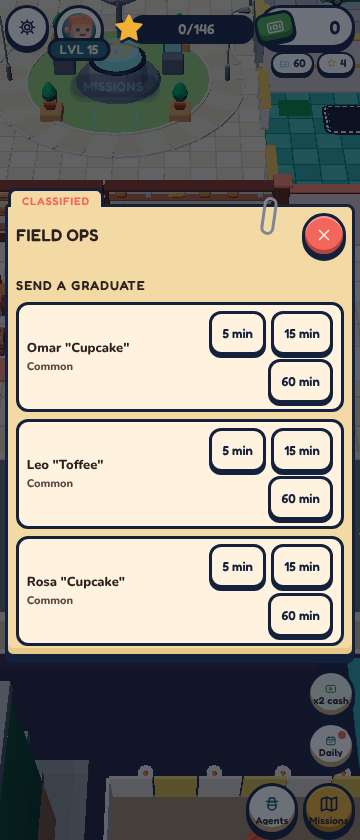 LVL 15
0/146
0
60
4
MISSIONS
CLASSIFIED
FIELD OPS
SEND A GRADUATE
Omar "Cupcake"
Common
5 min
15 min
60 min
Leo "Toffee"
Common
5 min
15 min
60 min
Rosa "Cupcake"
Common
5 min
15 min
60 min
x2 cash
Daily
Agents
Missions